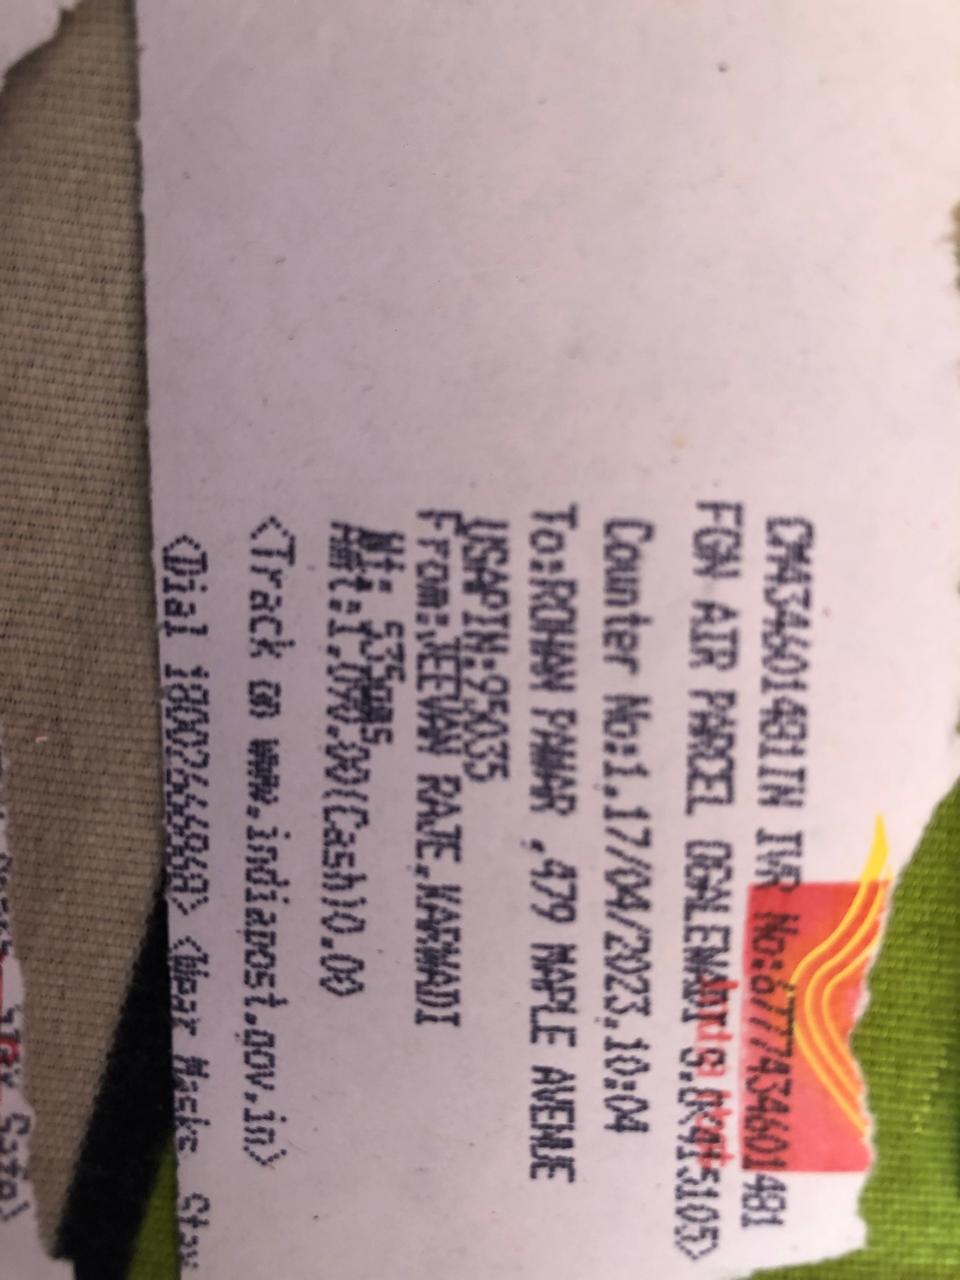 IVR No:6777434601481
FGN AIR PARCEL OGALEWADI S.O<415105>
Counter No:1,17/04/2023,10:04
To:ROHAN PAWAR ,479 MAPLE AVENUE
USAPIN:95035
From:JEEVAN RAJE,KARWADI
Wt: 535gms
Amt:1,090.00(Cash)0.00
<Track on www.indiapost.gov.in>
<Dial 18002666868> <Wear Masks Stay